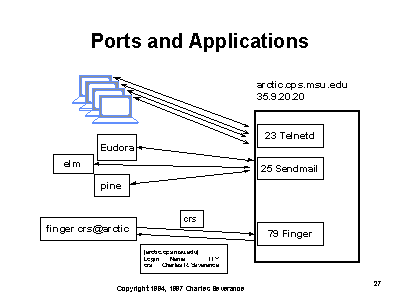 Ports and Applications
arctic.cps.msu.edu
35.9.20.20
23 Telnetd
Eudora
elm
25 Sendmail
pine
crs
finger crs@arctic
79 Finger
[arctic.cps.msu.edu]
Login Name TTY
crs Charles R. Severance
27
Copyright 1994, 1997 Charles Severance